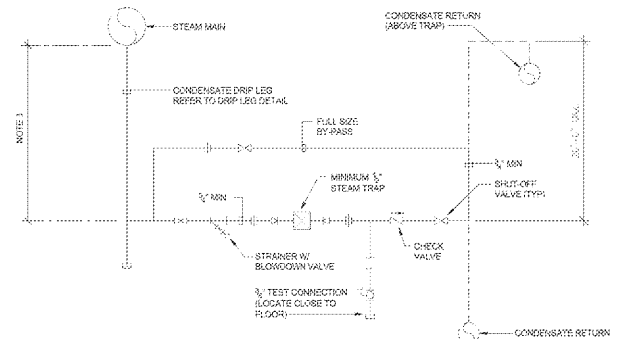 STEAM MAIN
CONDENSATE RETURN
(ABOVE TRAP)
CONDENSATE DRIP LEG
REFER TO DRIP LEG DETAIL
NOTE
FULL SIZE
BY-PASS
MIN
MINIMUM
STEAM TRAP
MIN
SHUT-OFF
VALVE (TYP)
STRAINER W/
BLOWDOWN VALVE
CHECK
VALVE
TEST CONNECTION
(LOCATE CLOSE TO
FLOOR)
CONDENSATE RETURN